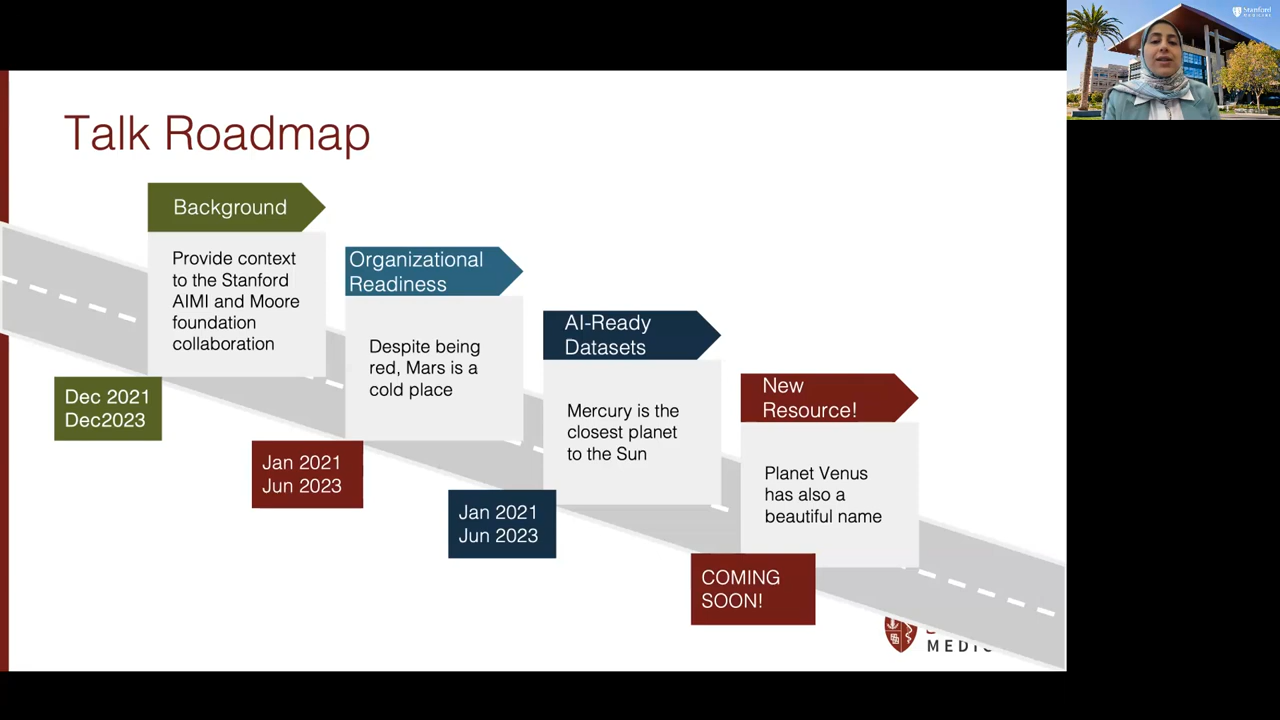 Talk Roadmap
Background
Provide context
to the Stanford
AIMI and Moore
foundation
collaboration
Dec 2021
Dec2023
Organizational
Readiness
Despite being
red, Mars is a
cold place
Jan 2021
Jun 2023
AI-Ready
Datasets
Mercury is the
closest planet
to the Sun
Jan 2021
Jun 2023
New
Resource!
Planet Venus
has also a
beautiful name
COMING
SOON!
Stanford
MEDICINE